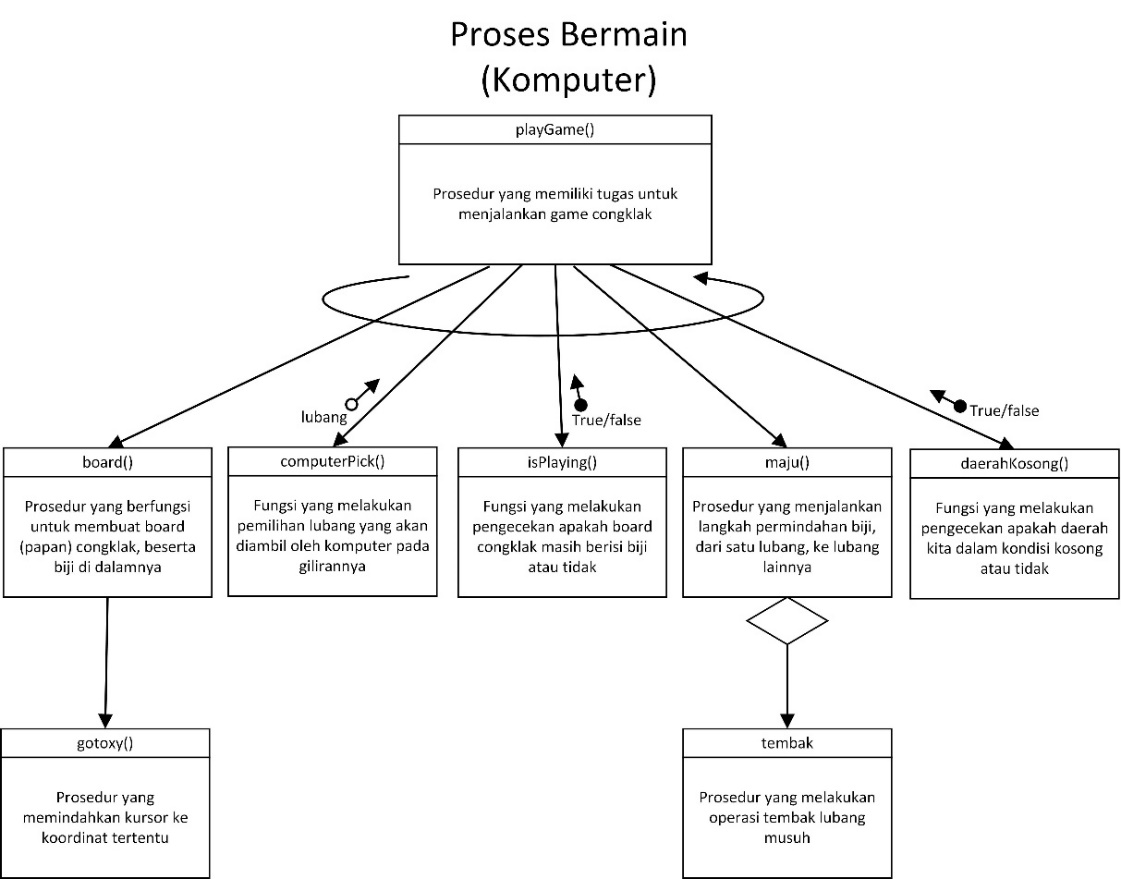 Proses Bermain
(Komputer)
playGame()
Prosedur yang memiliki tugas untuk
menjalankan game congklak
lubang
True/false
True/false
board()
Prosedur yang berfungsi
untuk membuat board
(papan) congklak, beserta
biji di dalamnya
computerPick()
Fungsi yang melakukan
pemilihan lubang yang akan
diambil oleh komputer pada
gilirannya
isPlaying()
Fungsi yang melakukan
pengecekan apakah board
congklak masih berisi biji
atau tidak
maju()
Prosedur yang menjalankan
langkah permindahan biji,
dari satu lubang, ke lubang
lainnya
daerahKosong()
Fungsi yang melakukan
pengecekan apakah daerah
kita dalam kondisi kosong
atau tidak
gotoxy()
Prosedur yang
memindahkan kursor ke
koordinat tertentu
tembak
Prosedur yang melakukan
operasi tembak lubang
musuh